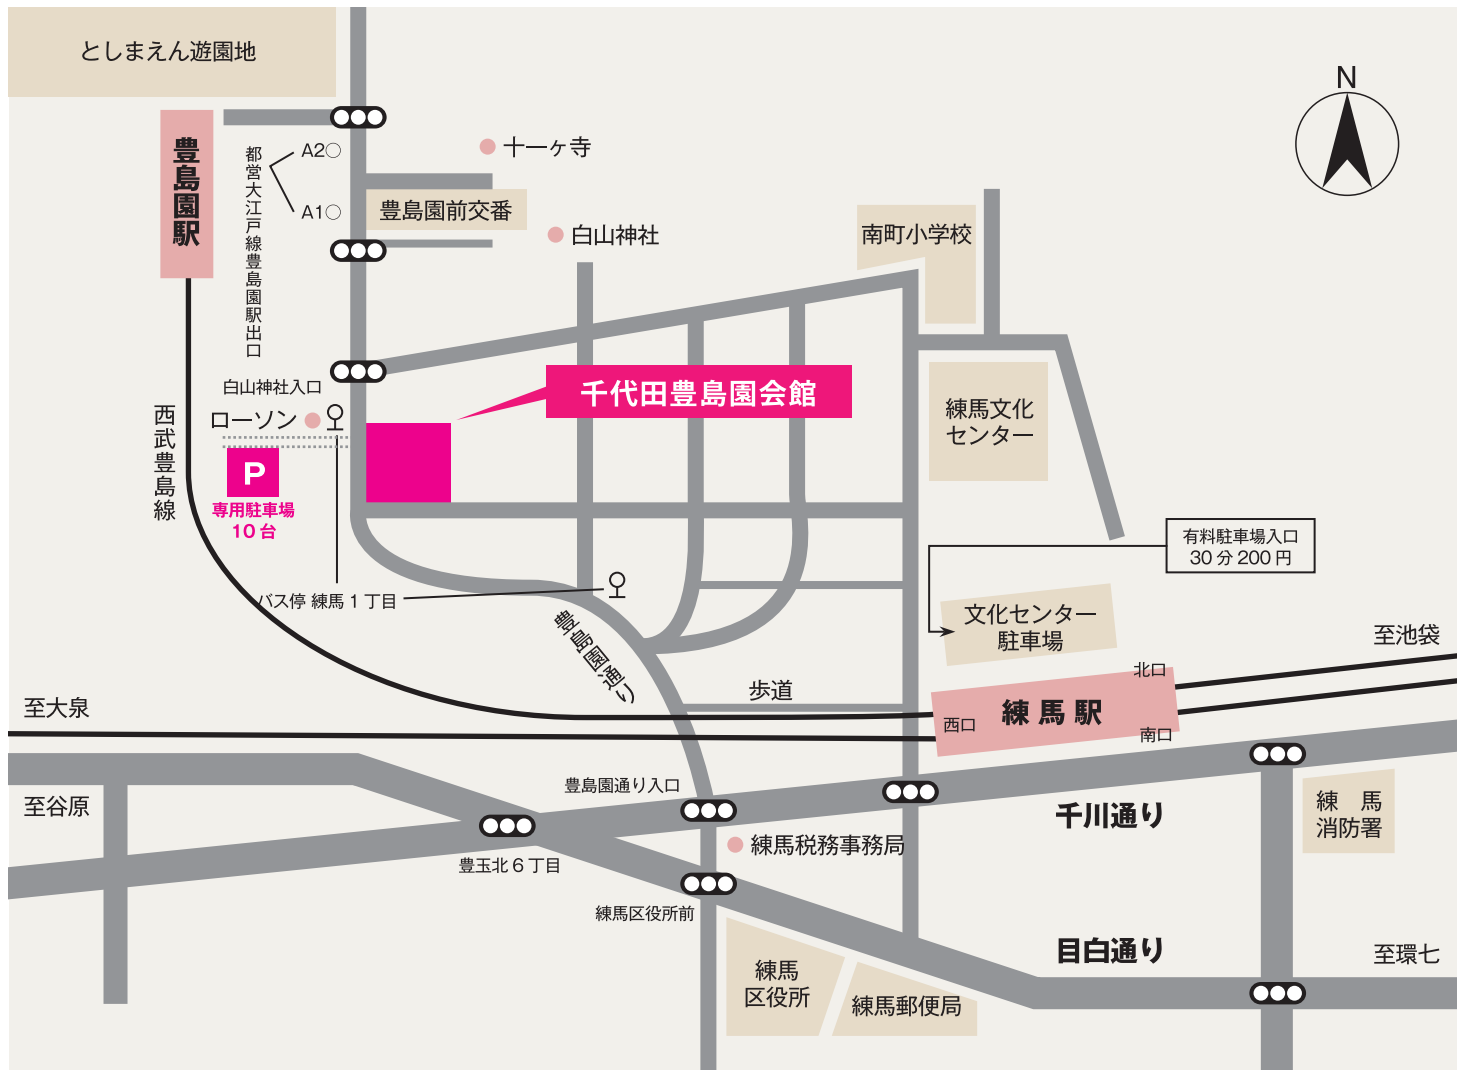 としまえん遊園地
N
豊島園駅
都営大江戸線豊島園駅出口
A2○
A1○
十一ヶ寺
豊島園前交番
白山神社
南町小学校
千代田豊島園会館
白山神社入口
ローソン
P
専用駐車場
10台
西武豊島線
練馬文化
センター
有料駐車場入口
30分200円
バス停 練馬1丁目
豊島園通り
文化センター
駐車場
至池袋
北口
練馬駅
西口
南口
歩道
至大泉
至谷原
豊島園通り入口
千川通り
練 馬
消防署
練馬税務事務局
豊玉北6丁目
練馬区役所前
目白通り
至環七
練馬
区役所
練馬郵便局